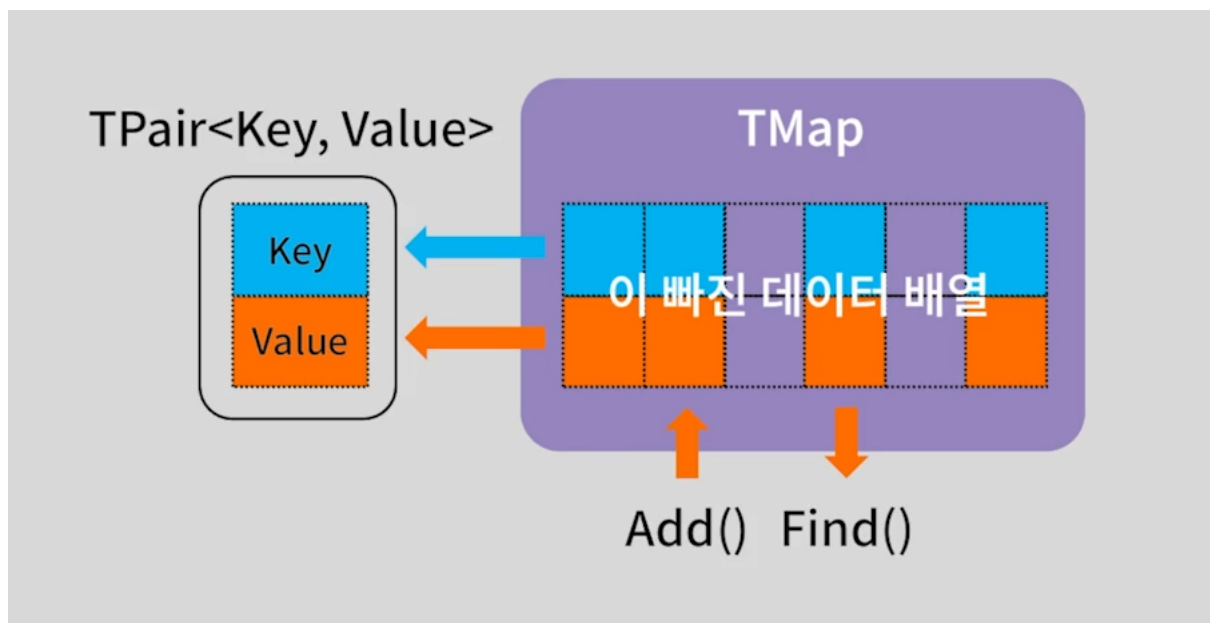 TPair<Key, Value>
TMap
Key
Value
이 빠진 데이터 배열
Add()
Find()